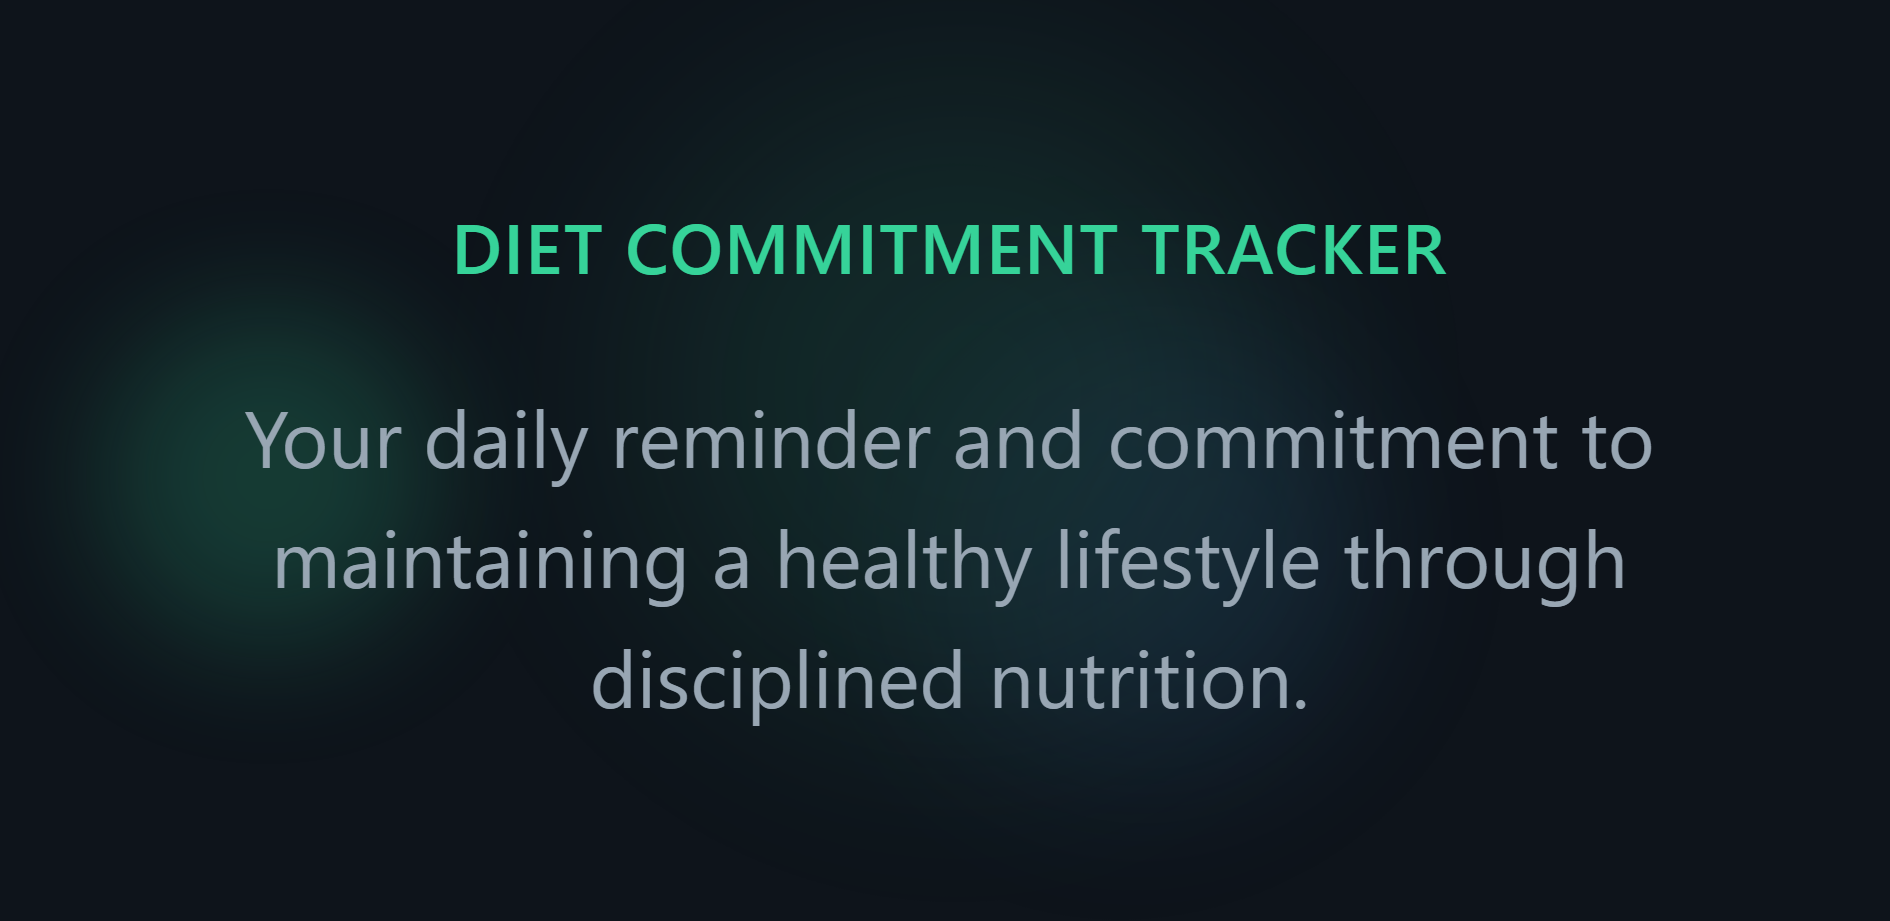 DIET COMMITMENT TRACKER
Your daily reminder and commitment to
maintaining a healthy lifestyle through
disciplined nutrition.